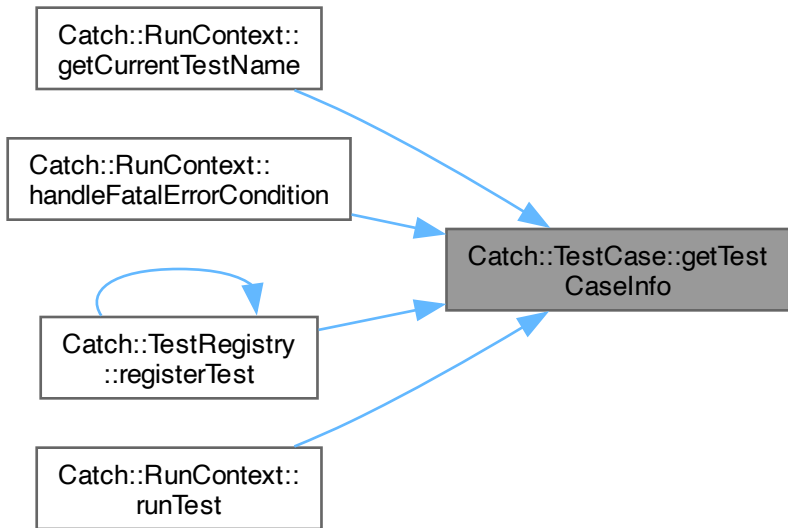 Catch::RunContext::
getCurrentTestName
Catch::RunContext::
handleFatalErrorCondition
Catch::TestCase::getTest
CaseInfo
Catch::TestRegistry
::registerTest
Catch::RunContext::
runTest